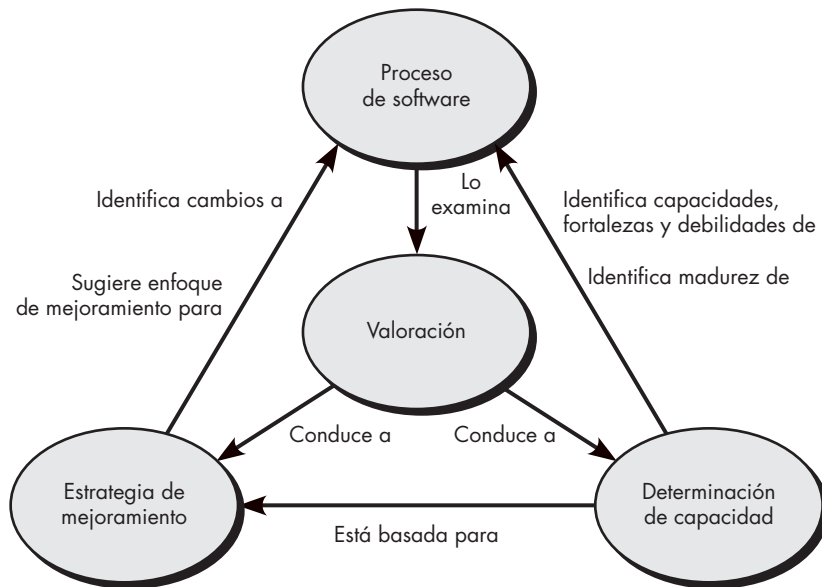 Proceso
de software
Lo
examina
Identifica cambios a
Identifica capacidades,
fortalezas y debilidades de
Sugiere enfoque
de mejoramiento para
Identifica madurez de
Valoración
Conduce a
Conduce a
Estrategia de
mejoramiento
Determinación
de capacidad
Está basada para